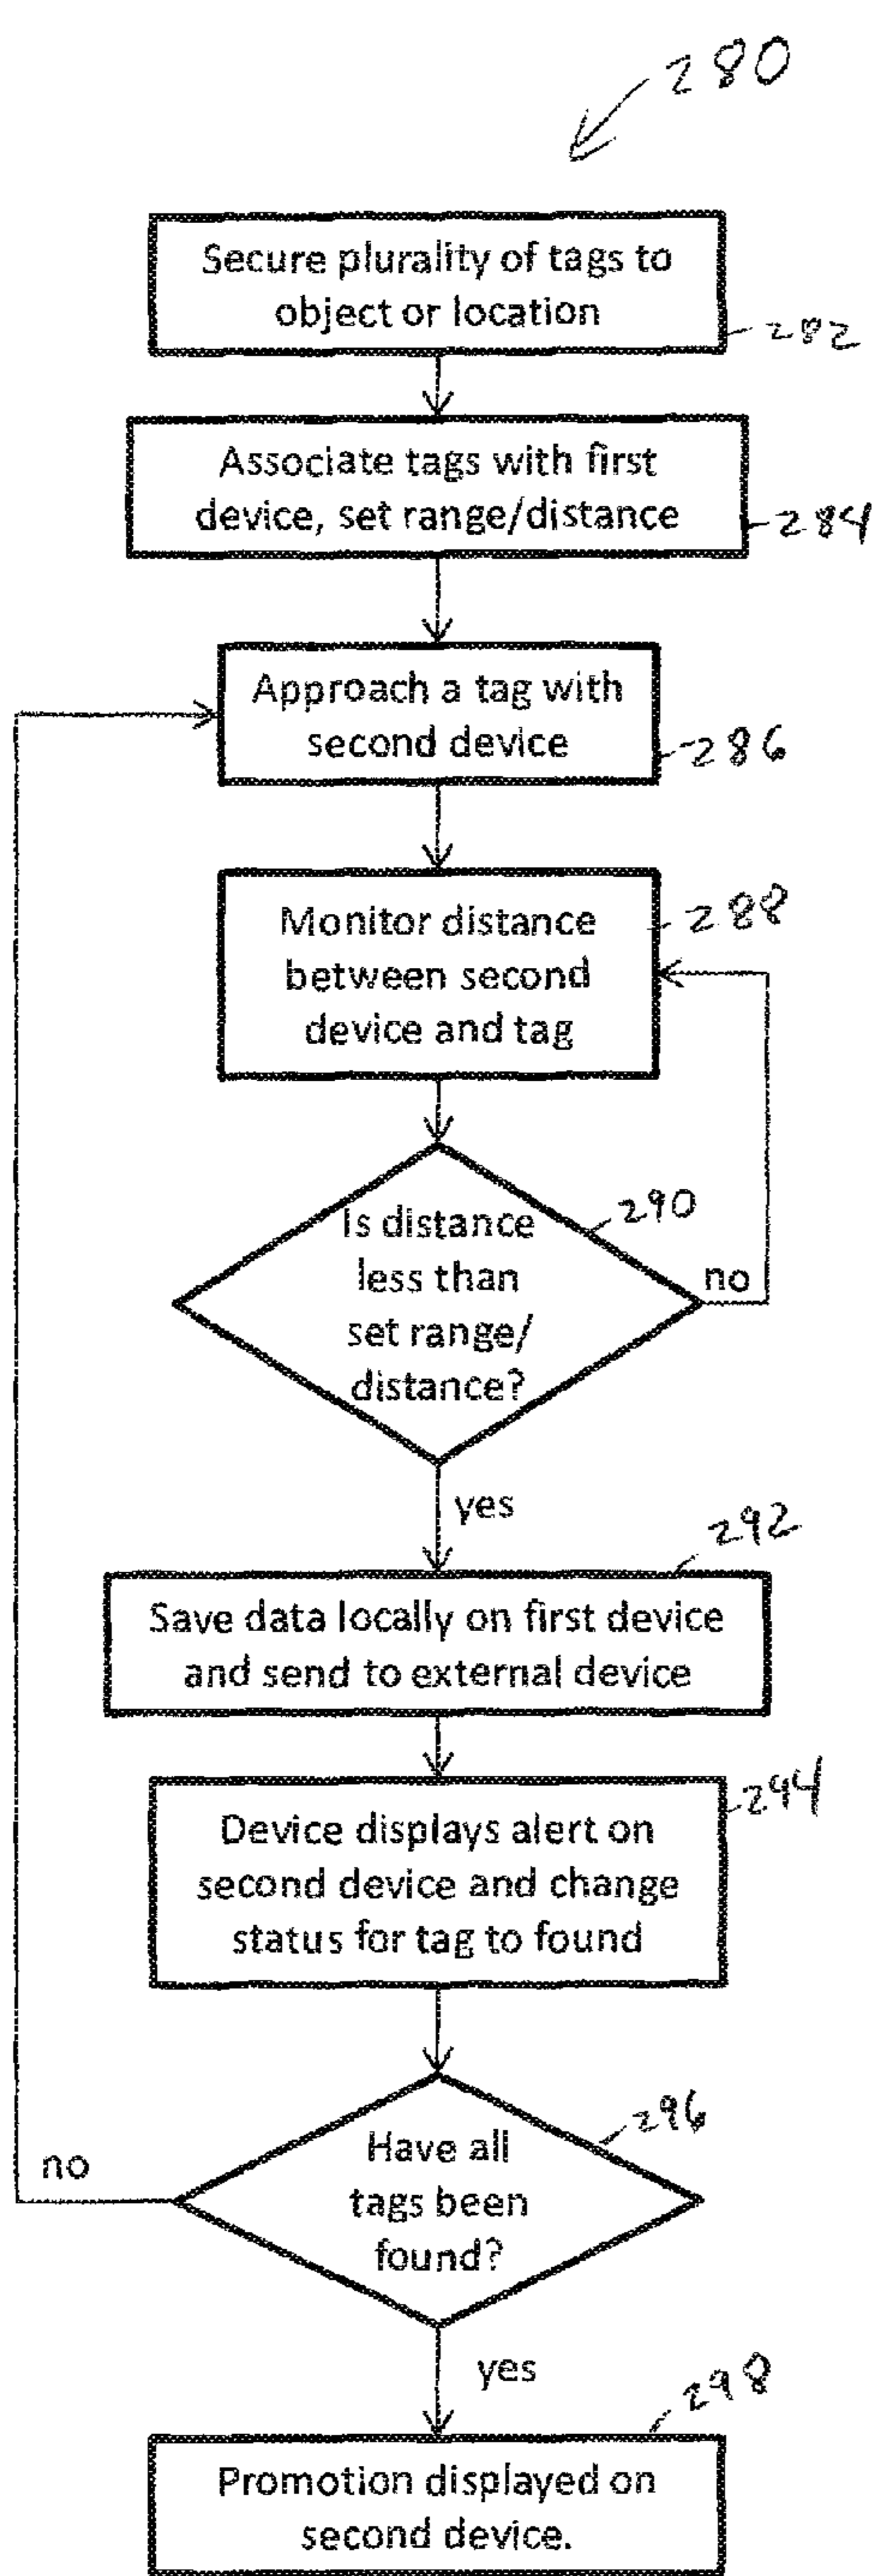 280
Secure plurality of tags to
object or location
282
Associate tags with first
device, set range/distance
284
Approach a tag with
second device
286
Monitor distance
between second
device and tag
288
Is distance
less than
set range/
distance?
290
no
yes
292
Save data locally on first device
and send to external device
294
Device displays alert on
second device and change
status for tag to found
296
Have all
tags been
found?
no
yes
298
Promotion displayed on
second device.